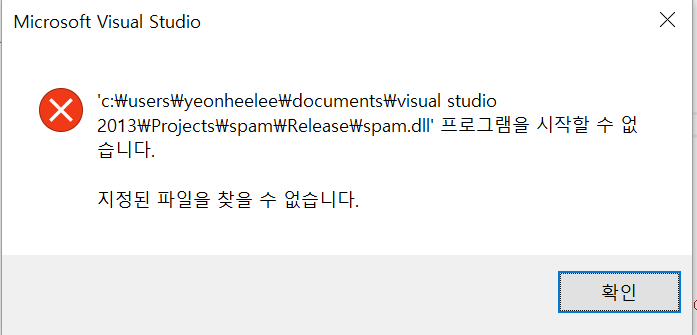 Microsoft Visual Studio
'c:₩users₩yeonheelee₩documents₩visual studio
2013₩Projects₩spam₩Release₩spam.dll' 프로그램을 시작할 수 없
습니다.
지정된 파일을 찾을 수 없습니다.
확인